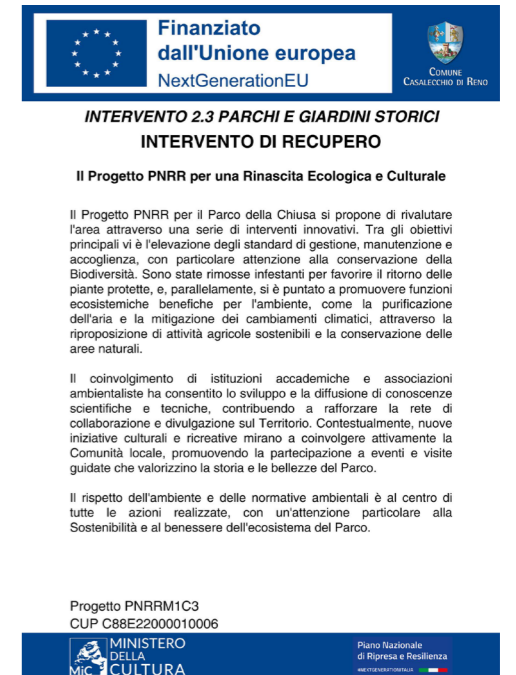 Finanziato
dall'Unione europea
NextGenerationEU
COMUNE
CASALECCHIO DI RENO
INTERVENTO 2.3 PARCHI E GIARDINI STORICI
INTERVENTO DI RECUPERO
Il Progetto PNRR per una Rinascita Ecologica e Culturale
Il Progetto PNRR per il Parco della Chiusa si propone di rivalutare
l'area attraverso una serie di interventi innovativi. Tra gli obiettivi
principali vi è l'elevazione degli standard di gestione, manutenzione e
accoglienza, con particolare attenzione alla conservazione della
Biodiversità. Sono state rimosse infestanti per favorire il ritorno delle
piante protette, e, parallelamente, si è puntato a promuovere funzioni
ecosistemiche benefiche per l'ambiente, come la purificazione
dell'aria e la mitigazione dei cambiamenti climatici, attraverso la
riproposizione di attività agricole sostenibili e la conservazione delle
aree naturali.
Il coinvolgimento di istituzioni accademiche e associazioni
ambientaliste ha consentito lo sviluppo e la diffusione di conoscenze
scientifiche e tecniche, contribuendo a rafforzare la rete di
collaborazione e divulgazione sul Territorio. Contestualmente, nuove
iniziative culturali e ricreative mirano a coinvolgere attivamente la
Comunità locale, promuovendo la partecipazione a eventi e visite
guidate che valorizzino la storia e le bellezze del Parco.
Il rispetto dell'ambiente e delle normative ambientali è al centro di
tutte le azioni realizzate, con un'attenzione particolare alla
Sostenibilità e al benessere dell'ecosistema del Parco.
Progetto PNRRM1C3
CUP C88E22000010006
MiC
MINISTERO
DELLA
CULTURA
Piano Nazionale
di Ripresa e Resilienza
#NEXTGENERATIONITALIA